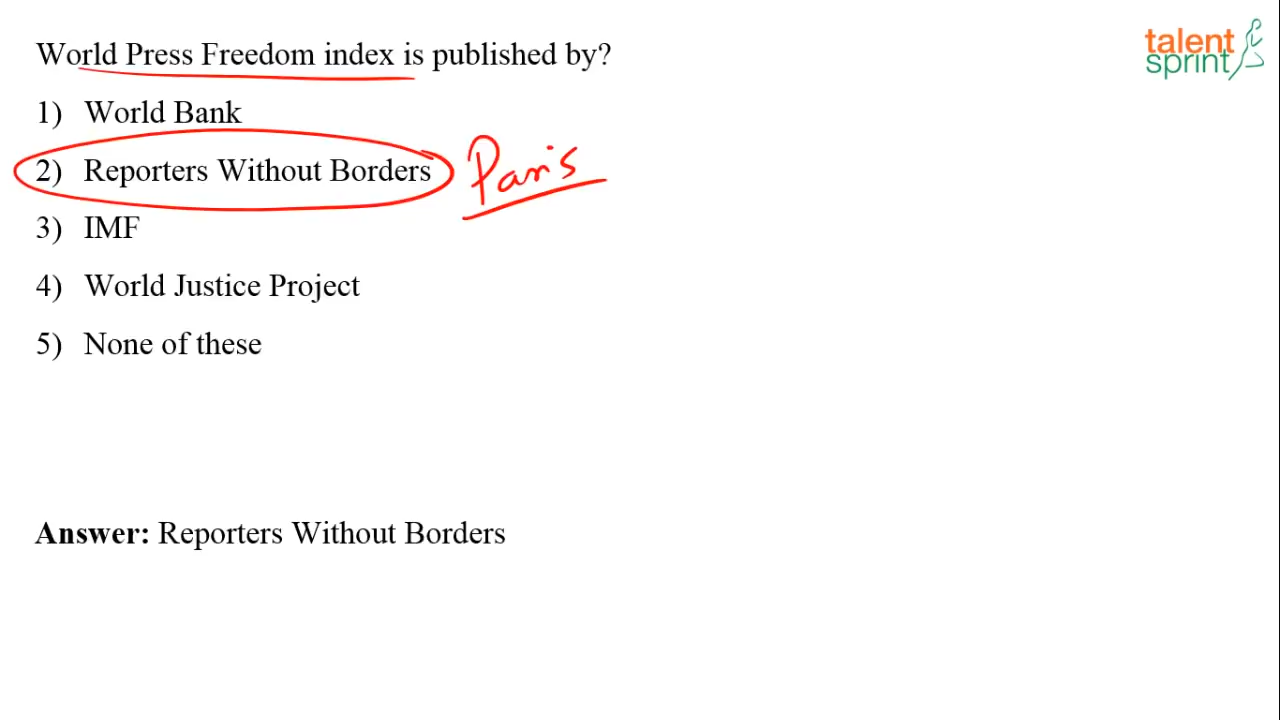 World Press Freedom index is published by?
talent
sprint
1) World Bank
2) Reporters Without Borders Paris
3) IMF
4) World Justice Project
5) None of these
Answer: Reporters Without Borders